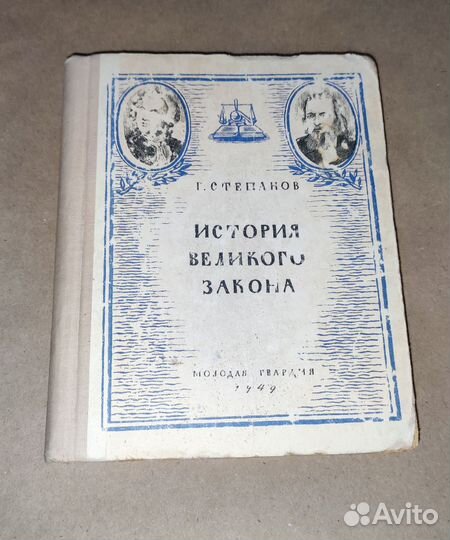 Г. СТЕПАНОВ
ИСТОРИЯ
ВЕЛИКОГО
ЗАКОНА
МОЛОДАЯ ГВАРДИЯ
1949
Avito